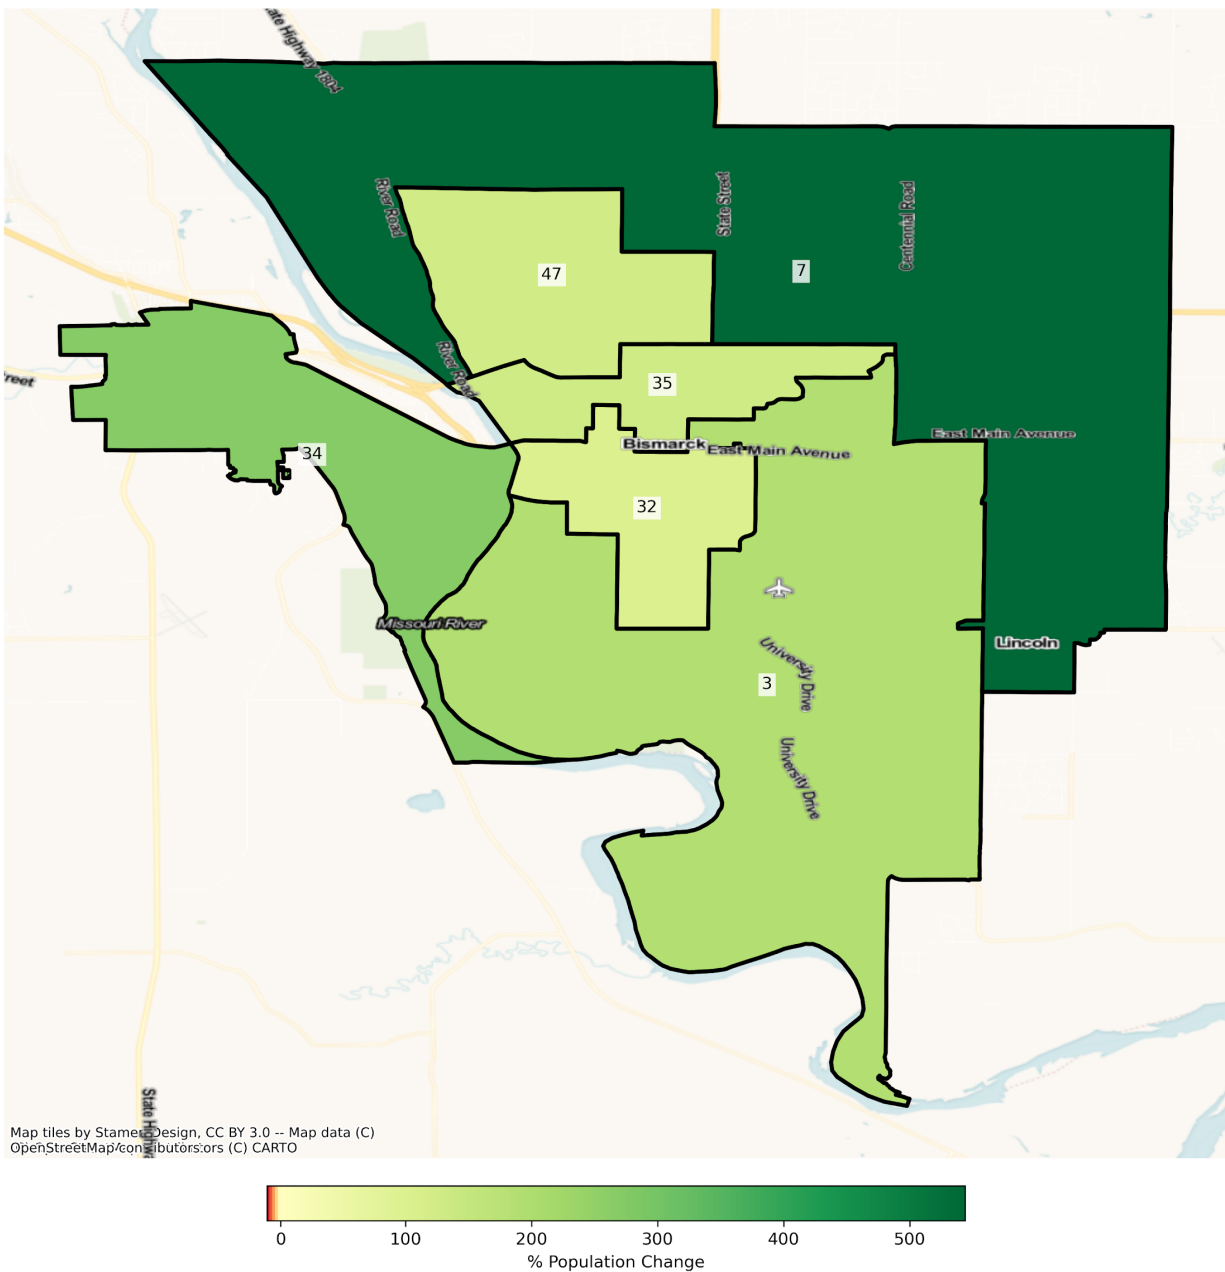 ate Highway 1804
River Road
State Street
Centennial Road
47
7
River Road
reet
35
34
Bismarck
East Main Avenue
East Main Avenue
32
Missouri River
Lincoln
University Drive
3
University Drive
State Highw
Map tiles by Stamen Design, CC BY 3.0 -- Map data (C)
OpenStreetMap contributors (C) CARTO
0 100 200 300 400 500
% Population Change